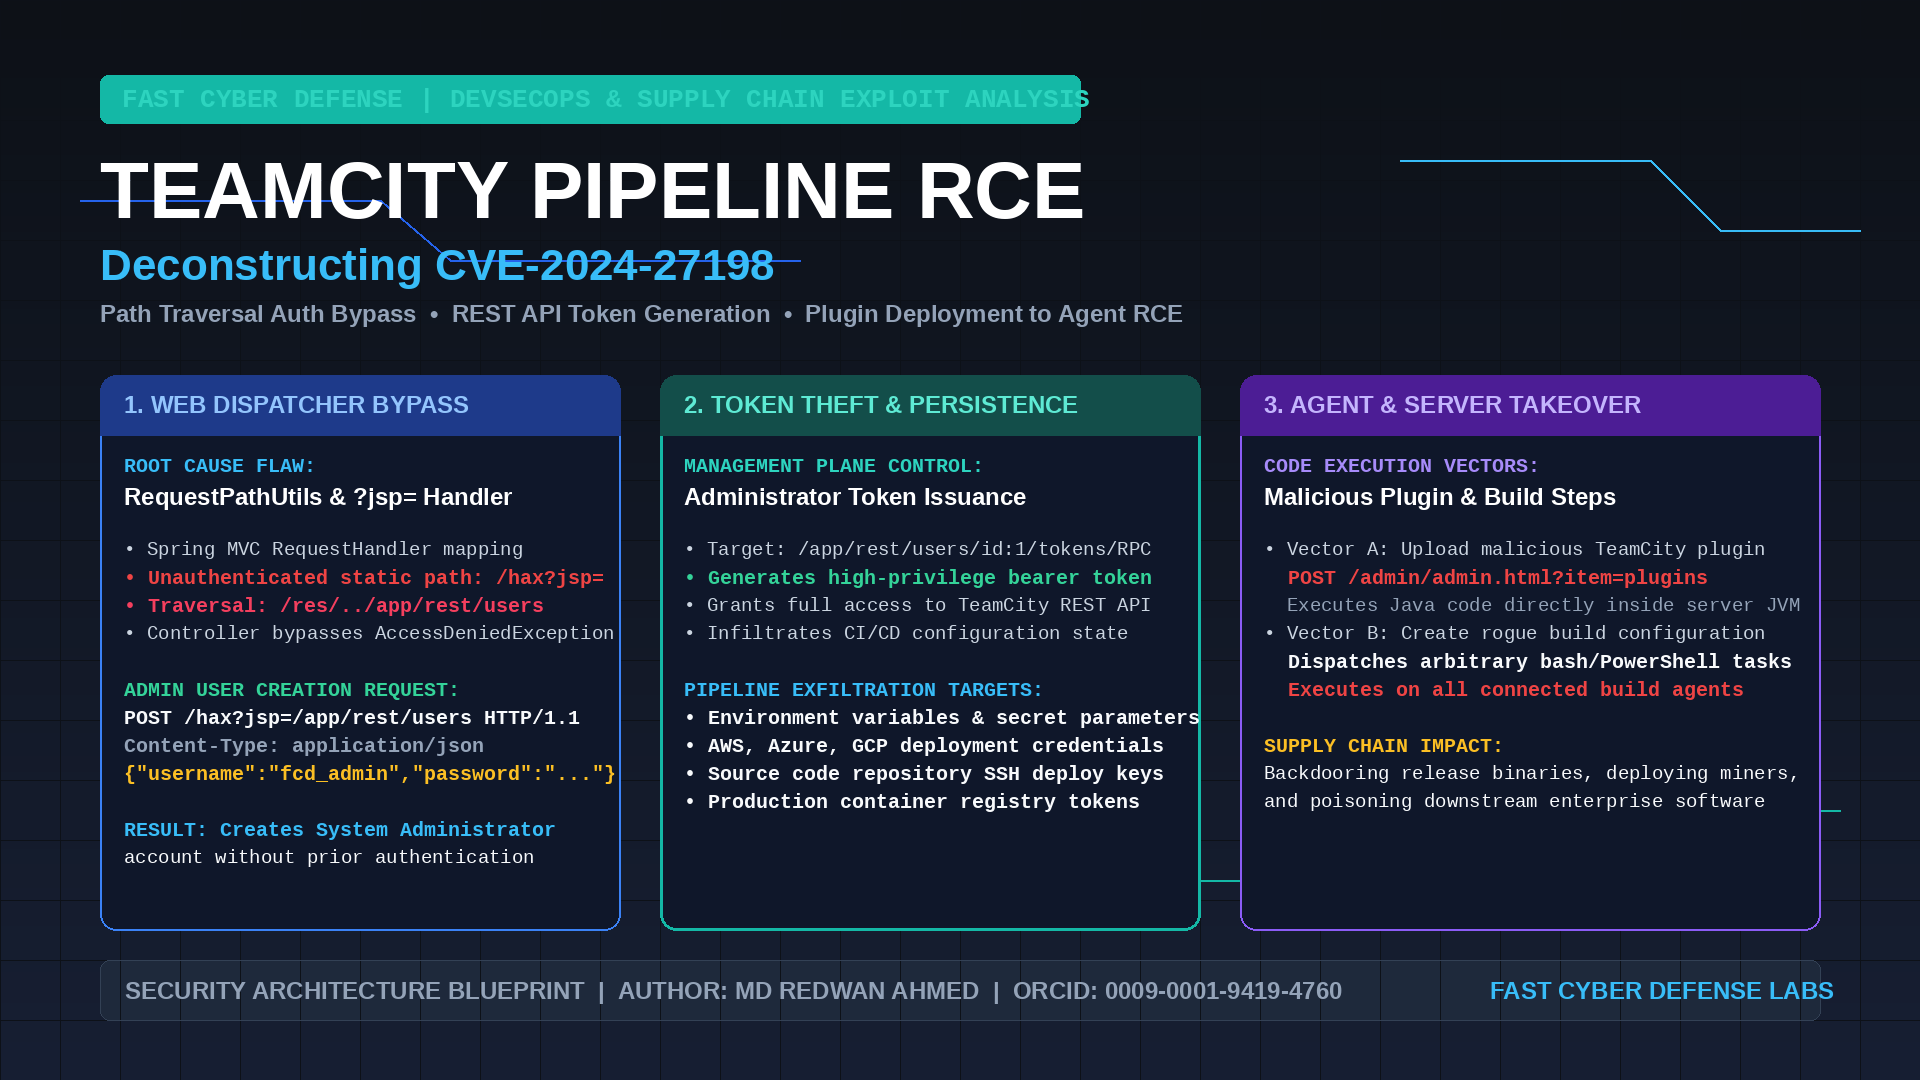 FAST CYBER DEFENSE | DEVSECOPS & SUPPLY CHAIN EXPLOIT ANALYSIS
TEAMCITY PIPELINE RCE
Deconstructing CVE-2024-27198
Path Traversal Auth Bypass • REST API Token Generation • Plugin Deployment to Agent RCE
1. WEB DISPATCHER BYPASS
ROOT CAUSE FLAW:
RequestPathUtils & ?jsp= Handler
• Spring MVC RequestHandler mapping
• Unauthenticated static path: /hax?jsp=
• Traversal: /res/../app/rest/users
• Controller bypasses AccessDeniedException
ADMIN USER CREATION REQUEST:
POST /hax?jsp=/app/rest/users HTTP/1.1
Content-Type: application/json
{"username":"fcd_admin","password":"..."}
RESULT: Creates System Administrator
account without prior authentication
2. TOKEN THEFT & PERSISTENCE
MANAGEMENT PLANE CONTROL:
Administrator Token Issuance
• Target: /app/rest/users/id:1/tokens/RPC
• Generates high-privilege bearer token
• Grants full access to TeamCity REST API
• Infiltrates CI/CD configuration state
PIPELINE EXFILTRATION TARGETS:
• Environment variables & secret parameters
• AWS, Azure, GCP deployment credentials
• Source code repository SSH deploy keys
• Production container registry tokens
3. AGENT & SERVER TAKEOVER
CODE EXECUTION VECTORS:
Malicious Plugin & Build Steps
• Vector A: Upload malicious TeamCity plugin
POST /admin/admin.html?item=plugins
Executes Java code directly inside server JVM
• Vector B: Create rogue build configuration
Dispatches arbitrary bash/PowerShell tasks
Executes on all connected build agents
SUPPLY CHAIN IMPACT:
Backdooring release binaries, deploying miners,
and poisoning downstream enterprise software
SECURITY ARCHITECTURE BLUEPRINT | AUTHOR: MD REDWAN AHMED | ORCID: 0009-0001-9419-4760
FAST CYBER DEFENSE LABS